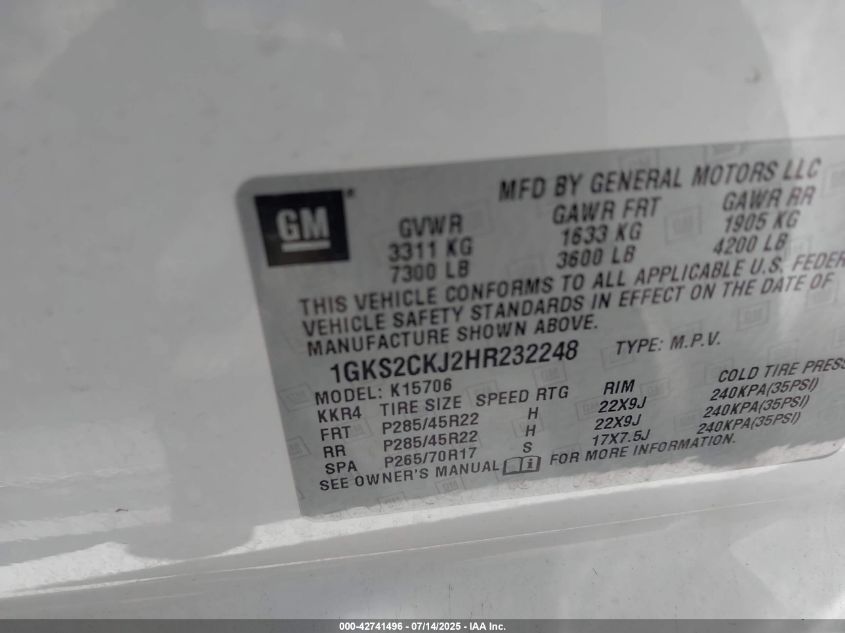 GM
MFD BY GENERAL MOTORS LLC
GVWR GAWR FRT GAWR RR
3311 KG 1633 KG 1905 KG
7300 LB 3600 LB 4200 LB
THIS VEHICLE CONFORMS TO ALL APPLICABLE U.S. FEDER
VEHICLE SAFETY STANDARDS IN EFFECT ON THE DATE OF
MANUFACTURE SHOWN ABOVE.
1GKS2CKJ2HR232248 TYPE: M.P.V.
MODEL: K15706
KKR4 TIRE SIZE SPEED RTG RIM COLD TIRE PRESS
FRT P285/45R22 H 22X9J 240KPA(35PSI)
RR P285/45R22 H 22X9J 240KPA(35PSI)
SPA P265/70R17 S 17X7.5J 240KPA(35PSI)
SEE OWNER'S MANUAL FOR MORE INFORMATION.
000-42741496 - 07/14/2025 - IAA Inc.